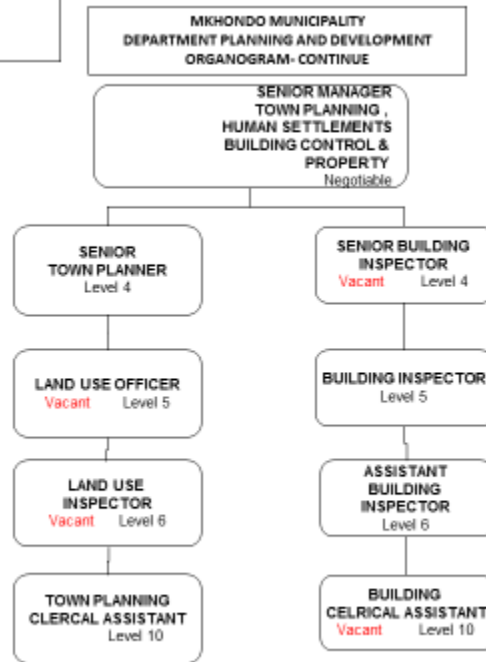 MKHONDO MUNICIPALITY
DEPARTMENT PLANNING AND DEVELOPMENT
ORGANOGRAM- CONTINUE
SENIOR MANAGER
TOWN PLANNING ,
HUMAN SETTLEMENTS
BUILDING CONTROL &
PROPERTY
Negotiable
SENIOR
TOWN PLANNER
Level 4
SENIOR BUILDING
INSPECTOR
Vacant Level 4
LAND USE OFFICER
Vacant Level 5
BUILDING INSPECTOR
Level 5
LAND USE
INSPECTOR
Vacant Level 6
ASSISTANT
BUILDING
INSPECTOR
Level 6
TOWN PLANNING
CLERCAL ASSISTANT
Level 10
BUILDING
CELRICAL ASSISTANT
Vacant Level 10